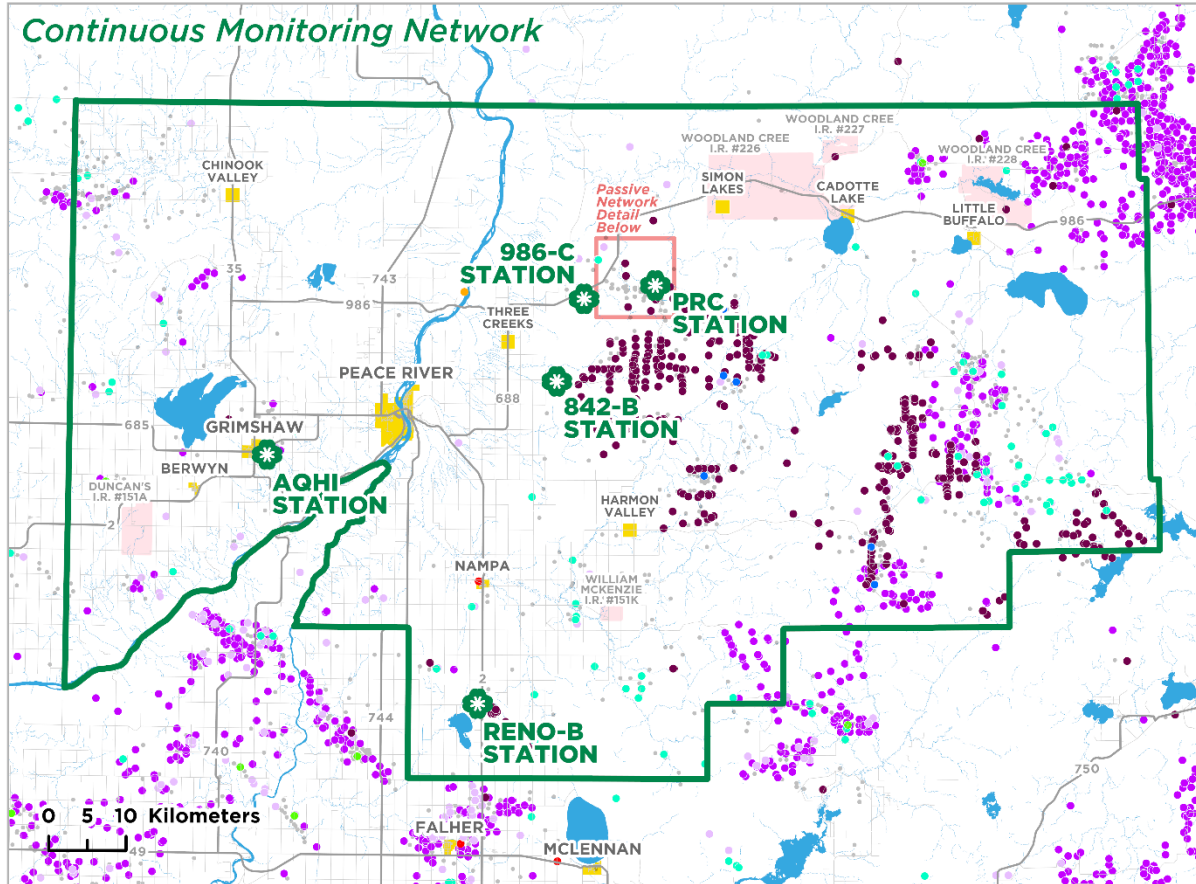 Continuous Monitoring Network
WOODLAND CREE
I.R. #227
WOODLAND CREE
I.R. #226
WOODLAND CREE
I.R. #228
CHINOOK
VALLEY
SIMON
LAKES
CADOTTE
LAKE
LITTLE
BUFFALO
986
Passive
Network
Detail
Below
986-C
STATION
35
743
986
PRC
STATION
THREE
CREEKS
PEACE RIVER
688
842-B
STATION
685
GRIMSHAW
BERWYN
AQHI
STATION
DUNCAN'S
I.R. #151A
2
HARMON
VALLEY
NAMPA
WILLIAM
MCKENZIE
I.R. #151K
2
RENO-B
STATION
744
740
750
0 5 10 Kilometers
49
FALHER
MCLENNAN